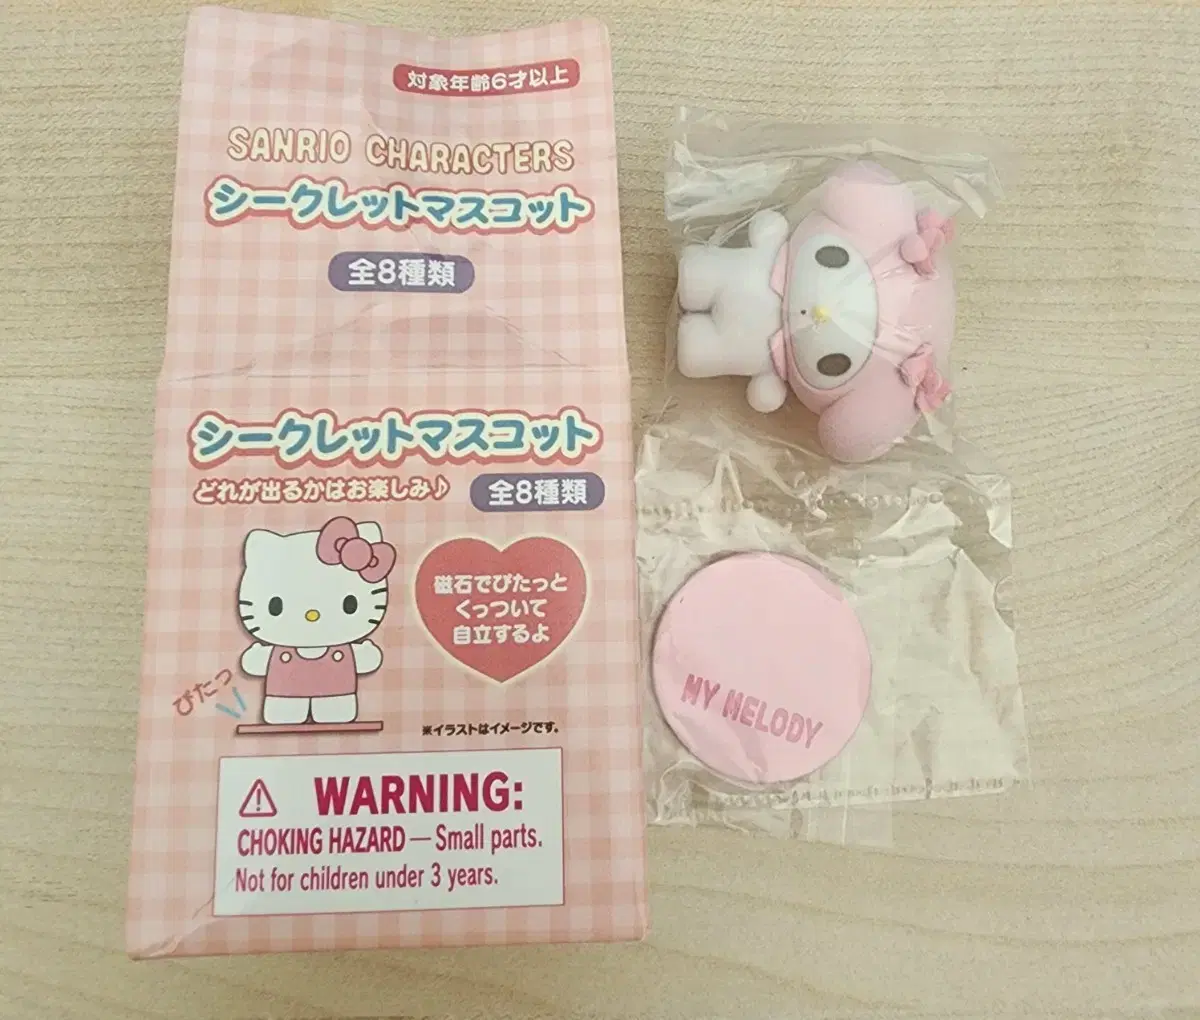 対象年齢6才以上
SANRIO CHARACTERS
シークレットマスコット
全8種類
シークレットマスコット
どれが出るかはお楽しみ♪
全8種類
磁石でぴたっと
くっついて
自立するよ
ぴたっ
※イラストはイメージです。
WARNING:
CHOKING HAZARD — Small parts.
Not for children under 3 years.
MY MELODY